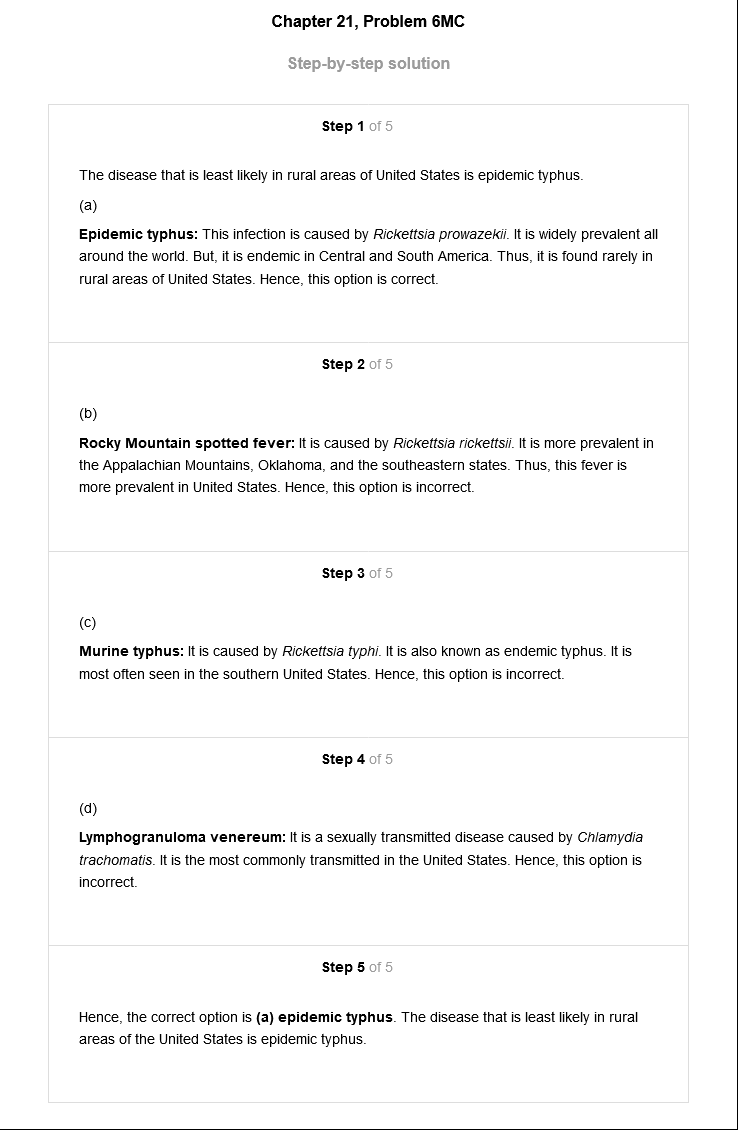 Chapter 21, Problem 6MC
Step-by-step solution
Step 1 of 5
The disease that is least likely in rural areas of United States is epidemic typhus.
(a)
Epidemic typhus: This infection is caused by Rickettsia prowazekii. It is widely prevalent all
around the world. But, it is endemic in Central and South America. Thus, it is found rarely in
rural areas of United States. Hence, this option is correct.
Step 2 of 5
(b)
Rocky Mountain spotted fever: It is caused by Rickettsia rickettsii. It is more prevalent in
the Appalachian Mountains, Oklahoma, and the southeastern states. Thus, this fever is
more prevalent in United States. Hence, this option is incorrect.
Step 3 of 5
(c)
Murine typhus: It is caused by Rickettsia typhi. It is also known as endemic typhus. It is
most often seen in the southern United States. Hence, this option is incorrect.
Step 4 of 5
(d)
Lymphogranuloma venereum: It is a sexually transmitted disease caused by Chlamydia
trachomatis. It is the most commonly transmitted in the United States. Hence, this option is
incorrect.
Step 5 of 5
Hence, the correct option is (a) epidemic typhus. The disease that is least likely in rural
areas of the United States is epidemic typhus.